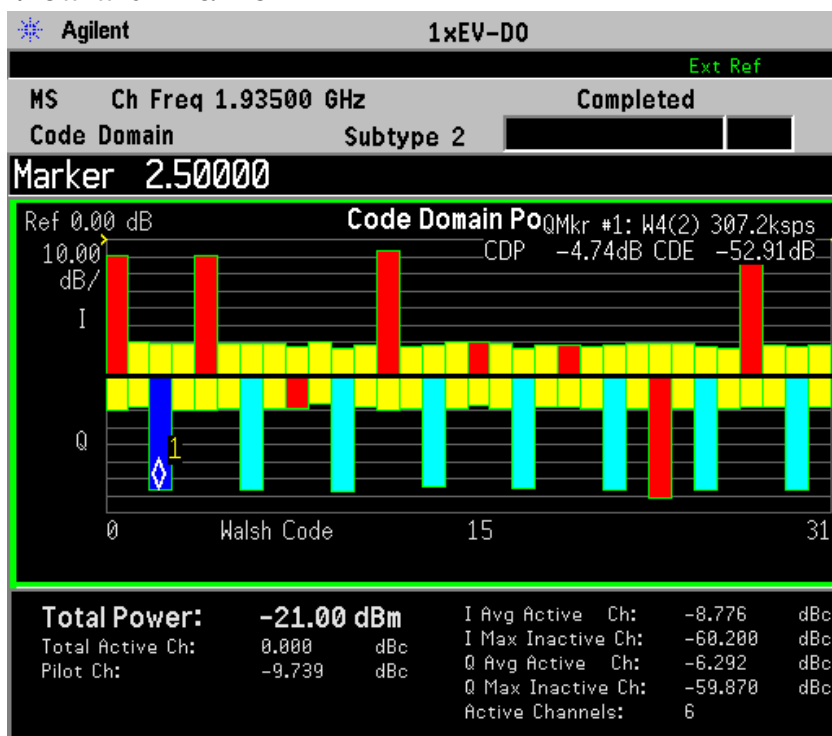 Agilent 1xEV-DO
Ext Ref
MS Ch Freq 1.93500 GHz Completed
Code Domain Subtype 2
Marker 2.50000
Ref 0.00 dB Code Domain Po QMkr #1: W4(2) 307.2ksps
10.00 CDP -4.74dB CDE -52.91dB
dB/
I
Q
1
0 Walsh Code 15 31
Total Power: -21.00 dBm
Total Active Ch: 0.000 dBc
Pilot Ch: -9.739 dBc
I Avg Active Ch: -8.776 dBc
I Max Inactive Ch: -60.200 dBc
Q Avg Active Ch: -6.292 dBc
Q Max Inactive Ch: -59.870 dBc
Active Channels: 6